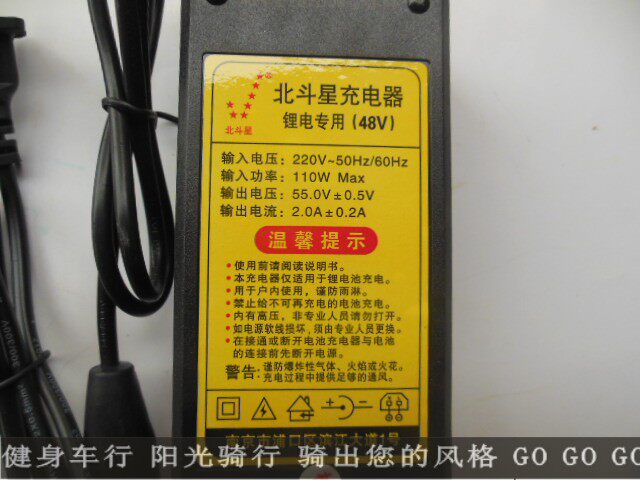 北斗星充电器
北斗星
锂电专用(48V)
输入电压: 220V~50Hz/60Hz
输入功率: 110W Max
输出电压: 55.0V±0.5V
输出电流: 2.0A±0.2A
温馨提示
•使用前请阅读说明书。
•本充电器仅适用于锂电池充电。
•用于户内使用,谨防雨淋。
•禁止给不可再充电的电池充电。
•内有高压,非专业人员请勿打开。
•如电源软线损坏,须由专业人员更换。
•在接通或断开电池充电器与电池
的连接前先断开电源。
警告: 谨防爆炸性气体、火焰或火花。
充电过程中提供足够的通风。
健身车行 阳光骑行 骑出您的风格 GO GO GO